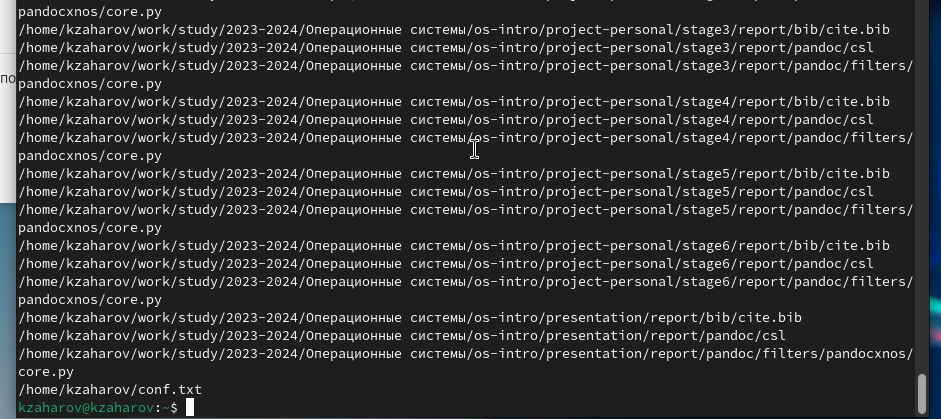 pandocxnos/core.py
/home/kzaharov/work/study/2023-2024/Операционные системы/os-intro/project-personal/stage3/report/bib/cite.bib
/home/kzaharov/work/study/2023-2024/Операционные системы/os-intro/project-personal/stage3/report/pandoc/csl
/home/kzaharov/work/study/2023-2024/Операционные системы/os-intro/project-personal/stage3/report/pandoc/filters/
pandocxnos/core.py
/home/kzaharov/work/study/2023-2024/Операционные системы/os-intro/project-personal/stage4/report/bib/cite.bib
/home/kzaharov/work/study/2023-2024/Операционные системы/os-intro/project-personal/stage4/report/pandoc/csl
/home/kzaharov/work/study/2023-2024/Операционные системы/os-intro/project-personal/stage4/report/pandoc/filters/
pandocxnos/core.py
/home/kzaharov/work/study/2023-2024/Операционные системы/os-intro/project-personal/stage5/report/bib/cite.bib
/home/kzaharov/work/study/2023-2024/Операционные системы/os-intro/project-personal/stage5/report/pandoc/csl
/home/kzaharov/work/study/2023-2024/Операционные системы/os-intro/project-personal/stage5/report/pandoc/filters/
pandocxnos/core.py
/home/kzaharov/work/study/2023-2024/Операционные системы/os-intro/project-personal/stage6/report/bib/cite.bib
/home/kzaharov/work/study/2023-2024/Операционные системы/os-intro/project-personal/stage6/report/pandoc/csl
/home/kzaharov/work/study/2023-2024/Операционные системы/os-intro/project-personal/stage6/report/pandoc/filters/
pandocxnos/core.py
/home/kzaharov/work/study/2023-2024/Операционные системы/os-intro/presentation/report/bib/cite.bib
/home/kzaharov/work/study/2023-2024/Операционные системы/os-intro/presentation/report/pandoc/csl
/home/kzaharov/work/study/2023-2024/Операционные системы/os-intro/presentation/report/pandoc/filters/pandocxnos/
core.py
/home/kzaharov/conf.txt
kzaharov@kzaharov:~$